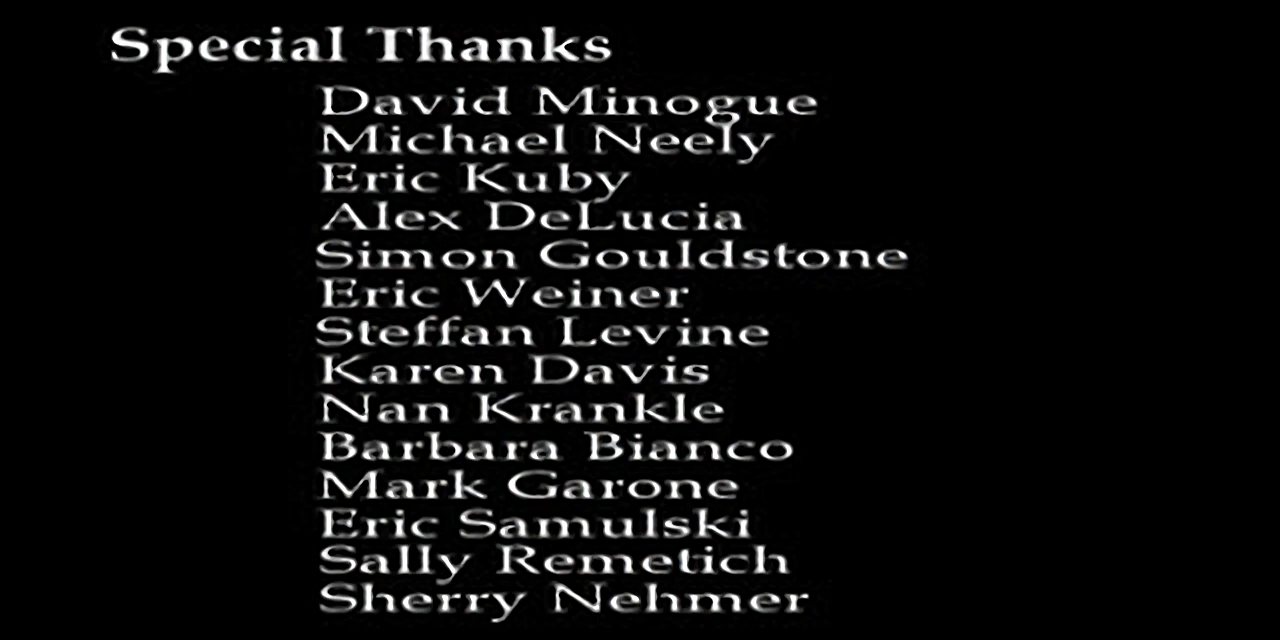 Special Thanks
David Minogue
Michael Neely
Eric Kuby
Alex DeLucia
Simon Gouldstone
Eric Weiner
Steffan Levine
Karen Davis
Nan Krankle
Barbara Bianco
Mark Garone
Eric Samulski
Sally Remetich
Sherry Nehmer